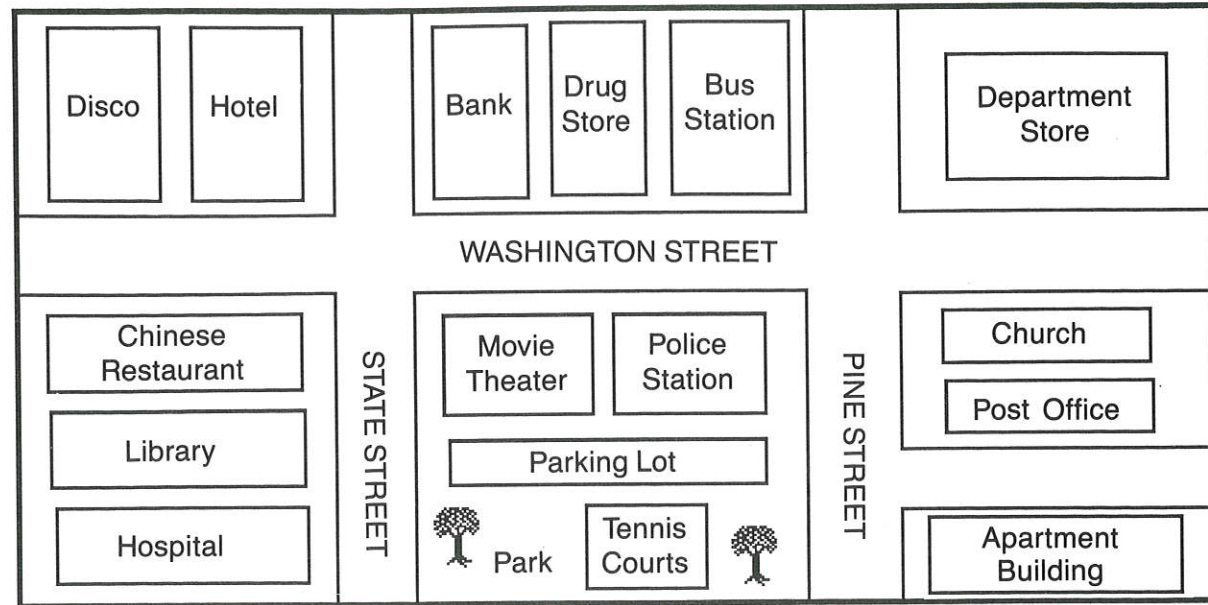 Disco
Hotel
Bank
Drug
Store
Bus
Station
Department
Store
WASHINGTON STREET
Chinese
Restaurant
Library
Hospital
STATE STREET
Movie
Theater
Police
Station
Parking Lot
Park
Tennis
Courts
PINE STREET
Church
Post Office
Apartment
Building